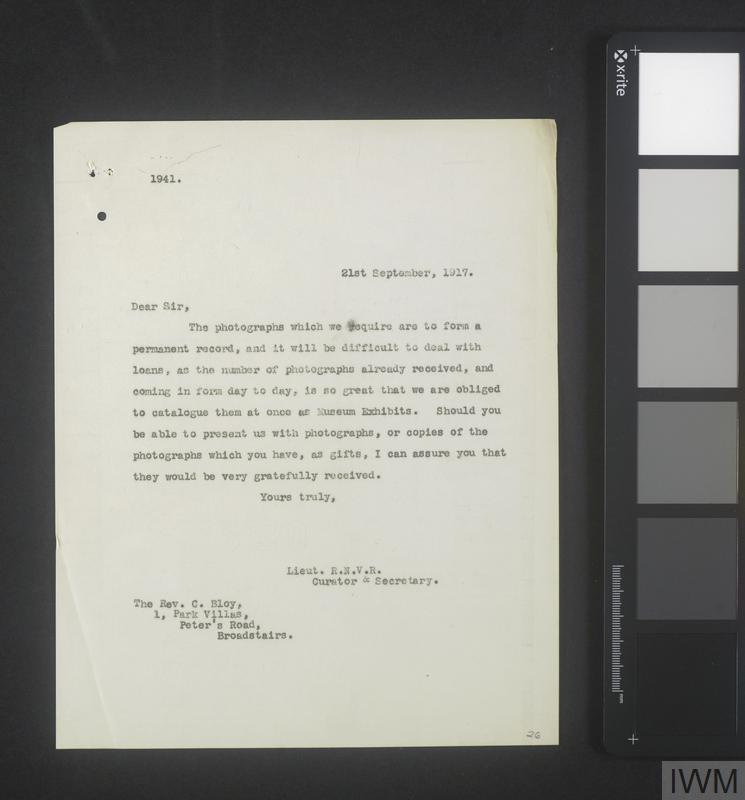 1941.
21st September, 1917.
Dear Sir,
The photographs which we require are to form a
permanent record, and it will be difficult to deal with
loans, as the number of photographs already received, and
coming in form day to day, is so great that we are obliged
to catalogue them at once as Museum Exhibits. Should you
be able to present us with photographs, or copies of the
photographs which you have, as gifts, I can assure you that
they would be very gratefully received.
Yours truly,
Lieut. R.N.V.R.
Curator & Secretary.
The Rev. C. Bloy,
1, Park Villas,
Peter's Road,
Broadstairs.
26
x-rite
mm
IWM